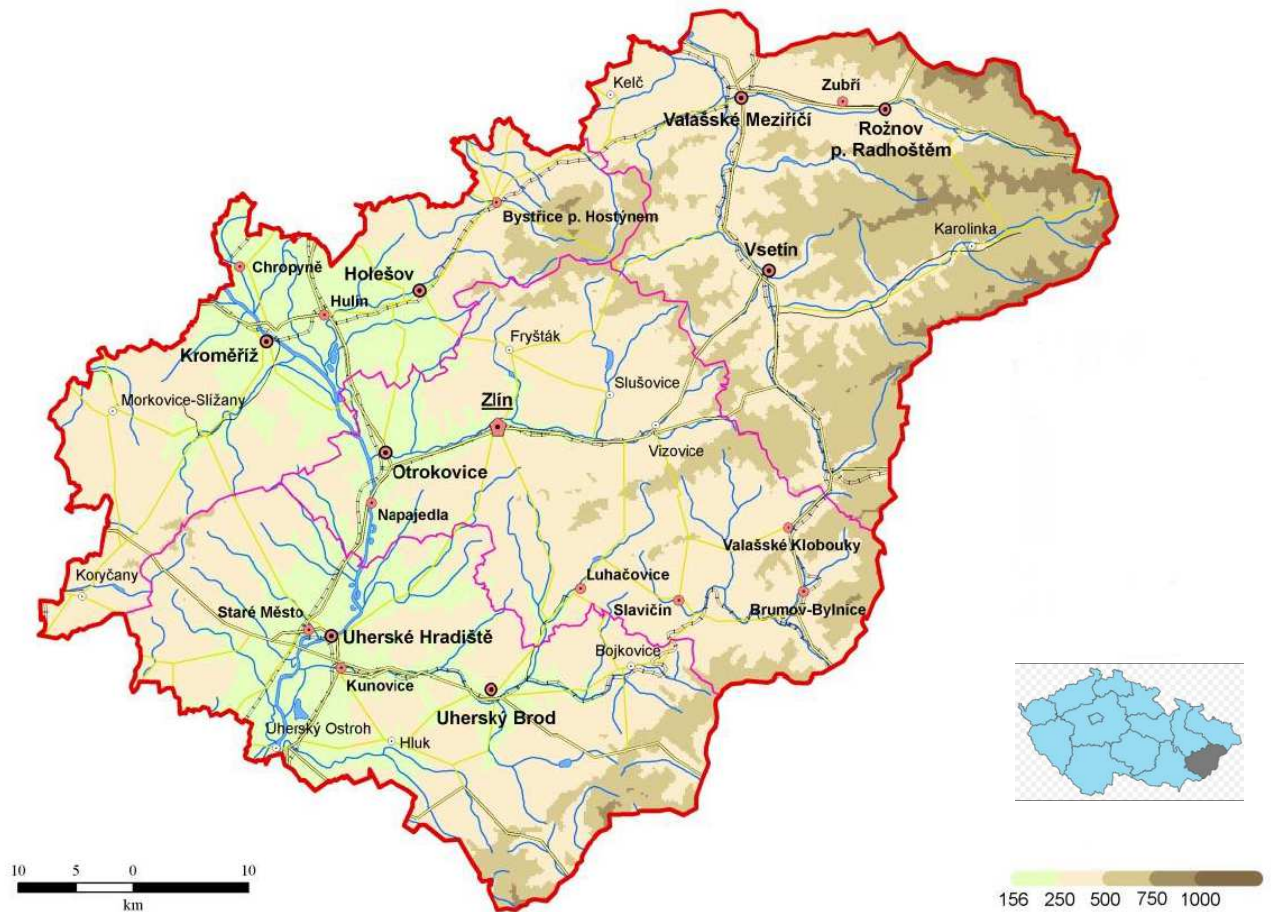 Kelč
Zubří
Valašské Meziříčí
Rožnov
p. Radhoštěm
Bystřice p. Hostýnem
Karolinka
Vsetín
Chropyně
Holešov
Hulín
Kroměříž
Fryšták
Slušovice
Morkovice-Slížany
Zlín
Vizovice
Otrokovice
Napajedla
Valašské Klobouky
Koryčany
Luhačovice
Slavičín
Brumov-Bylnice
Staré Město
Uherské Hradiště
Bojkovice
Kunovice
Uherský Brod
Uherský Ostroh
Hluk
10 5 0 10
km
156 250 500 750 1000